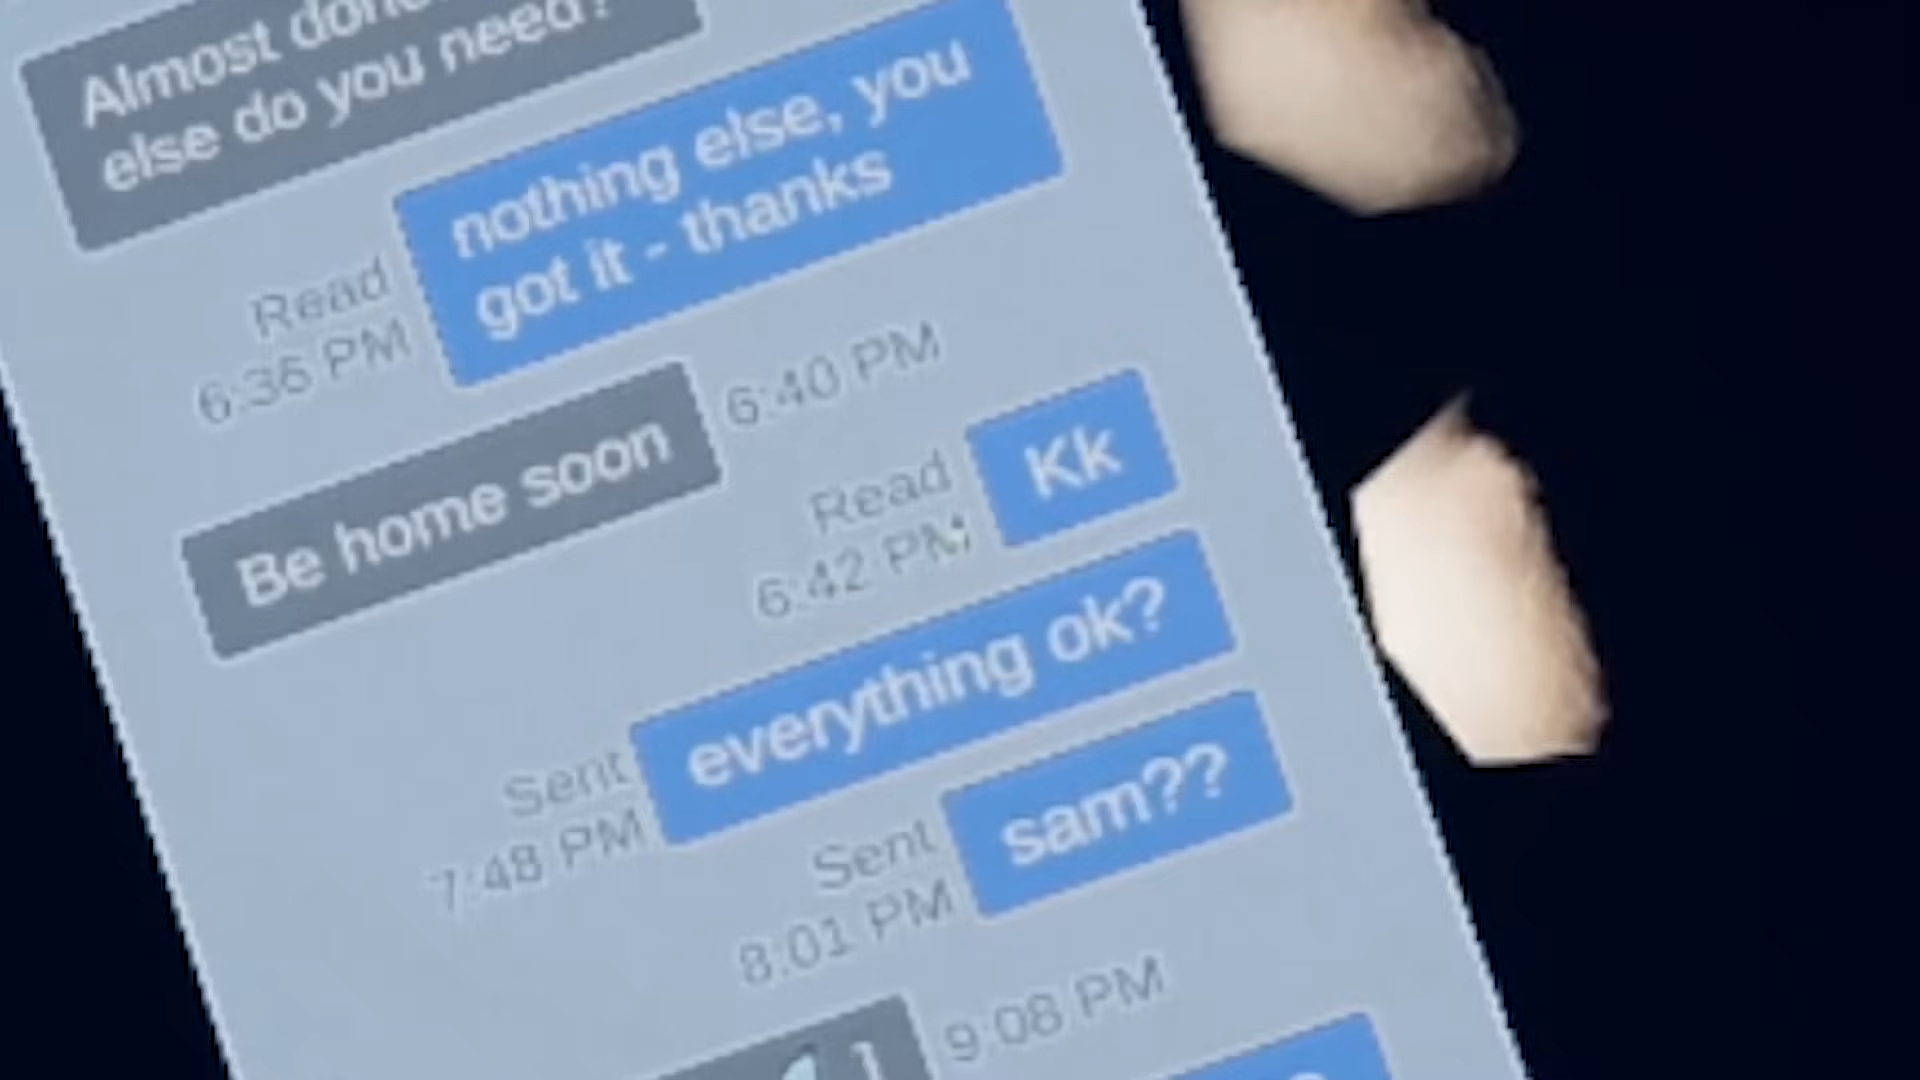 Almost
else do you need?
nothing else, you
got it - thanks
Read
6:36 PM
Be home soon
6:40 PM
Kk
Read
6:42 PM
everything ok?
Sent
7:48 PM
sam??
Sent
8:01 PM
9:08 PM